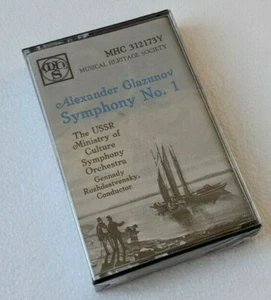 MHS
MHC 312173Y
MUSICAL HERITAGE SOCIETY
Alexander Glazunov
Symphony No. 1
The USSR
Ministry of
Culture
Symphony
Orchestra
Gennady
Rozhdestvensky,
Conductor